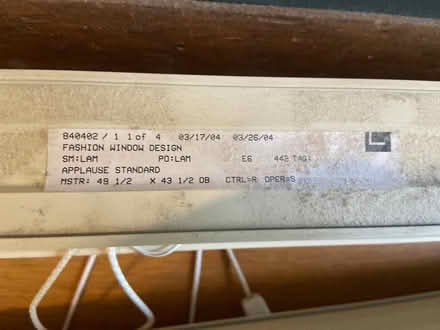 840402 / 1 1 of 4 03/17/04 03/26/04
FASHION WINDOW DESIGN
SM:LAM PO:LAM E6 442 TAG:
APPLAUSE STANDARD
MSTR: 49 1/2 X 43 1/2 OB CTRL=R OPER=S